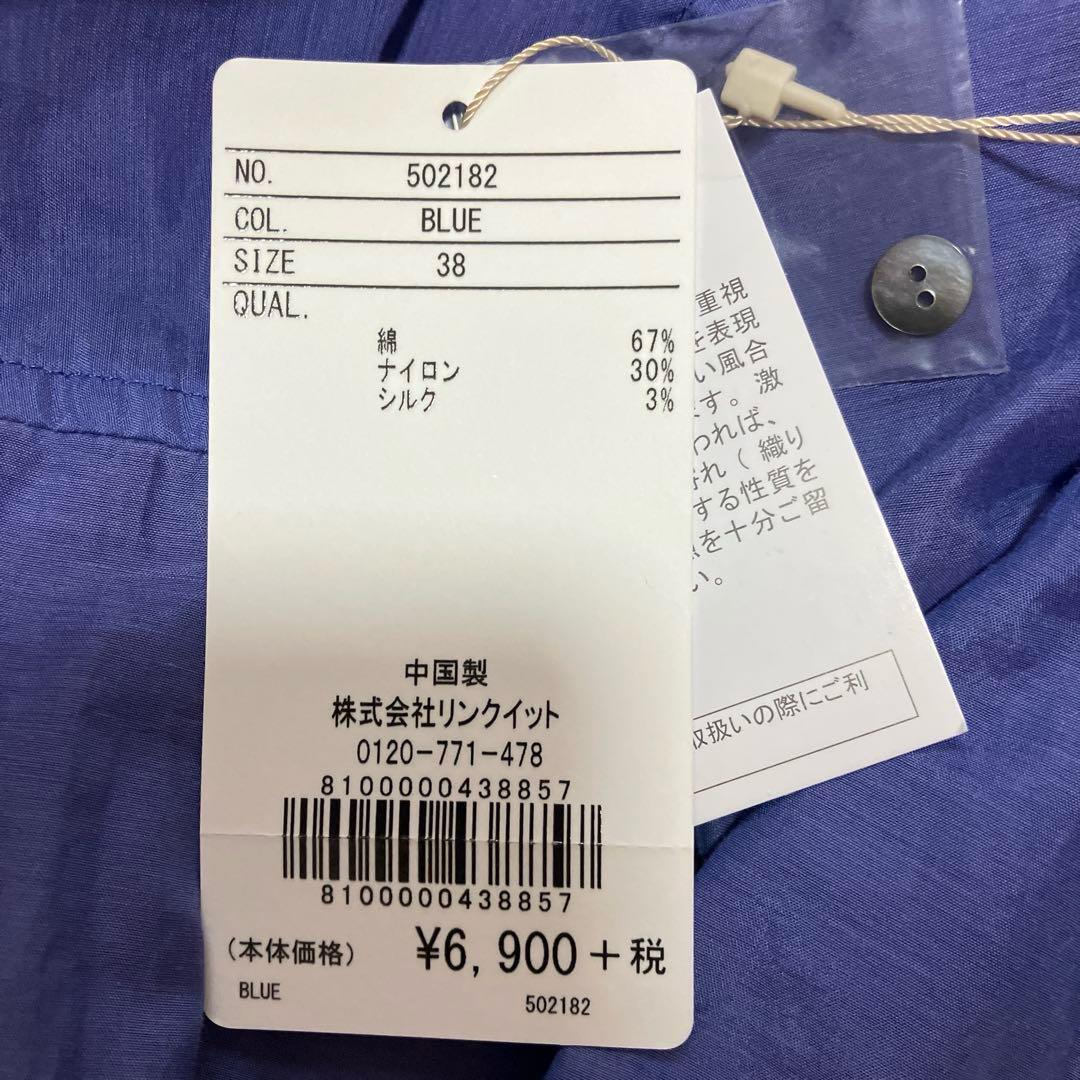 NO. 502182
COL. BLUE
SIZE 38
QUAL.
綿 67%
ナイロン 30%
シルク 3%
中国製
株式会社リンクイット
0120-771-478
8100000438857
8100000438857
(本体価格) ¥6,900+税
BLUE 502182
重視
を表現
い風合
す。激
われば、
れ(織り
する性質を
を十分ご留
い。
取扱いの際にご利